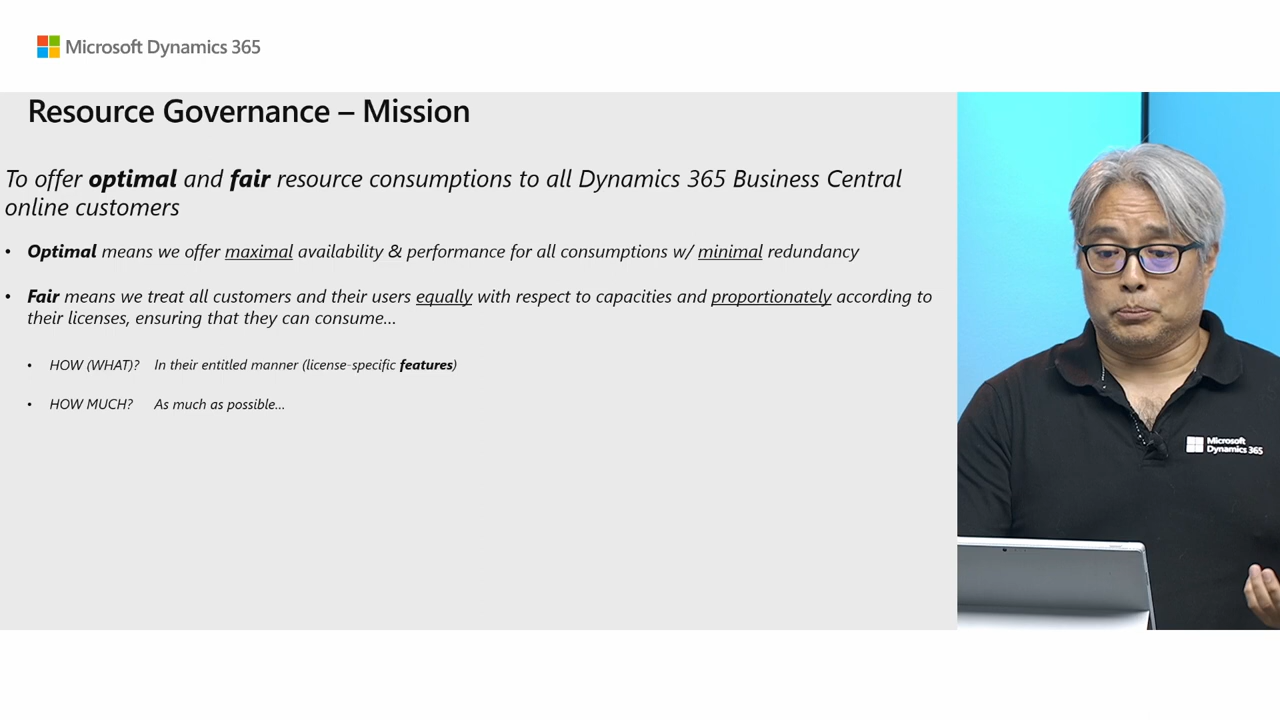 Microsoft Dynamics 365
Resource Governance – Mission
To offer optimal and fair resource consumptions to all Dynamics 365 Business Central
online customers
• Optimal means we offer maximal availability & performance for all consumptions w/ minimal redundancy
• Fair means we treat all customers and their users equally with respect to capacities and proportionately according to
their licenses, ensuring that they can consume...
• HOW (WHAT)? In their entitled manner (license-specific features)
• HOW MUCH? As much as possible...
Microsoft
Dynamics 365